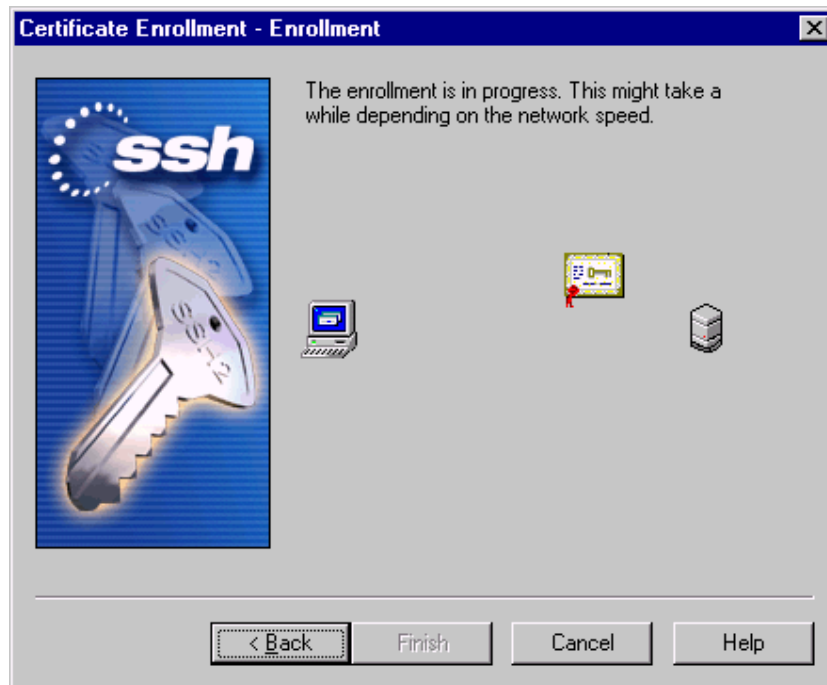 Certificate Enrollment - Enrollment
ssh
The enrollment is in progress. This might take a
while depending on the network speed.
< Back
Finish
Cancel
Help